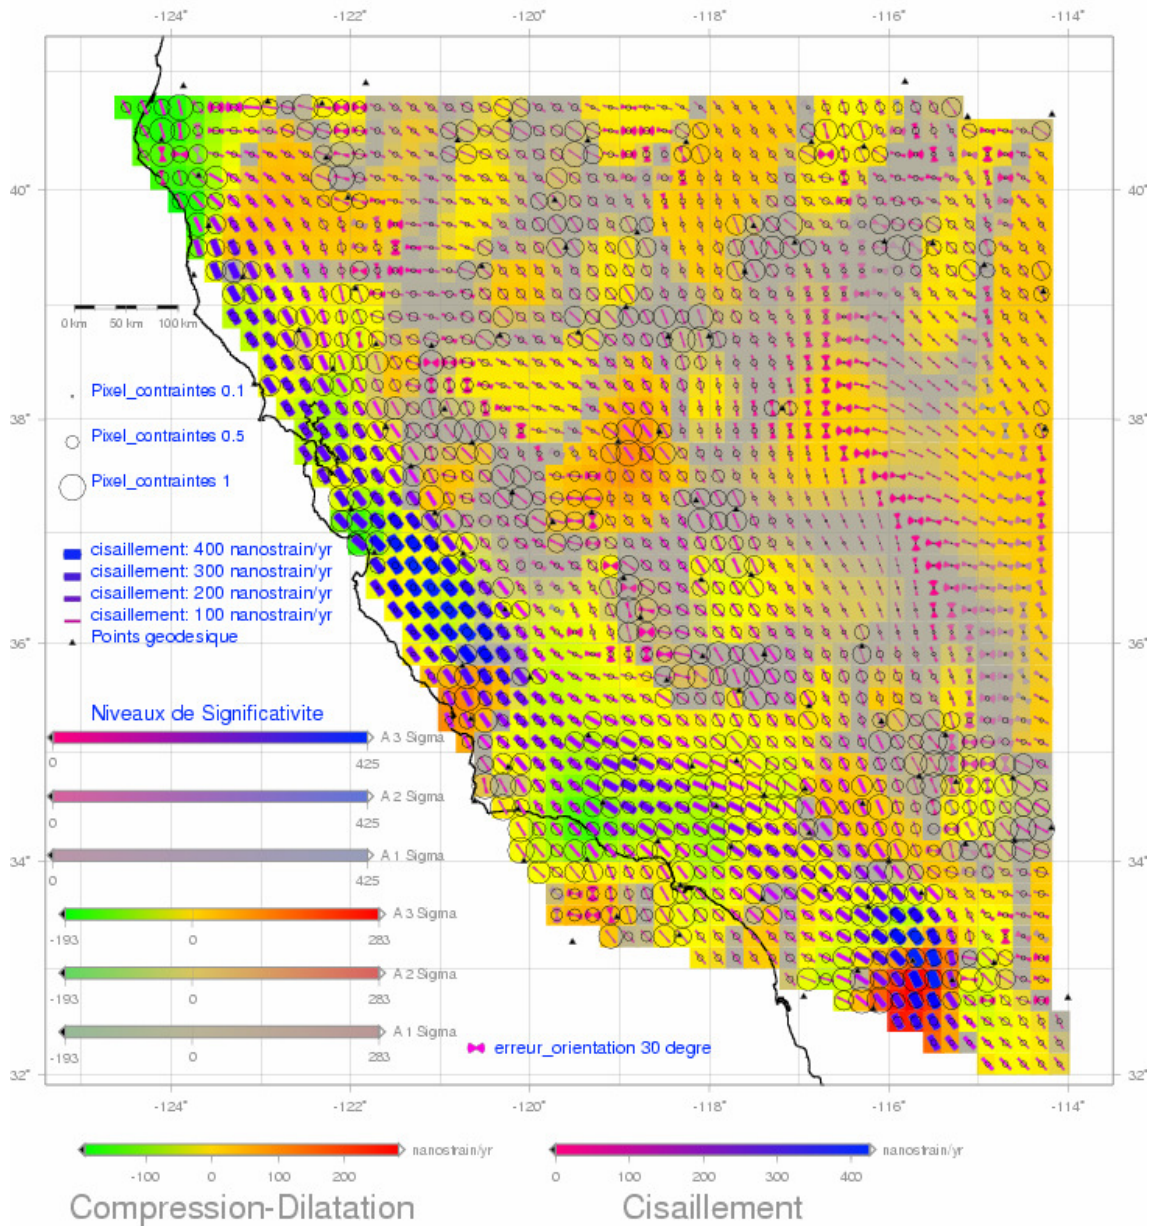 -124° -122° -120° -118° -116° -114°
40° 40°
0 km 50 km 100 km
Pixel_contraintes 0.1
38° 38°
Pixel_contraintes 0.5
Pixel_contraintes 1
cisaillement: 400 nanostrain/yr
cisaillement: 300 nanostrain/yr
cisaillement: 200 nanostrain/yr
cisaillement: 100 nanostrain/yr
Points geodesique
36° 36°
Niveaux de Significativite
A 3 Sigma
0 425
A 2 Sigma
0 425
A 1 Sigma
0 425
34° 34°
A 3 Sigma
-193 0 283
A 2 Sigma
-193 0 283
A 1 Sigma
-193 0 283
erreur_orientation 30 degre
32° 32°
-124° -122° -120° -118° -116° -114°
nanostrain/yr nanostrain/yr
-100 0 100 200 0 100 200 300 400
Compression-Dilatation Cisaillement